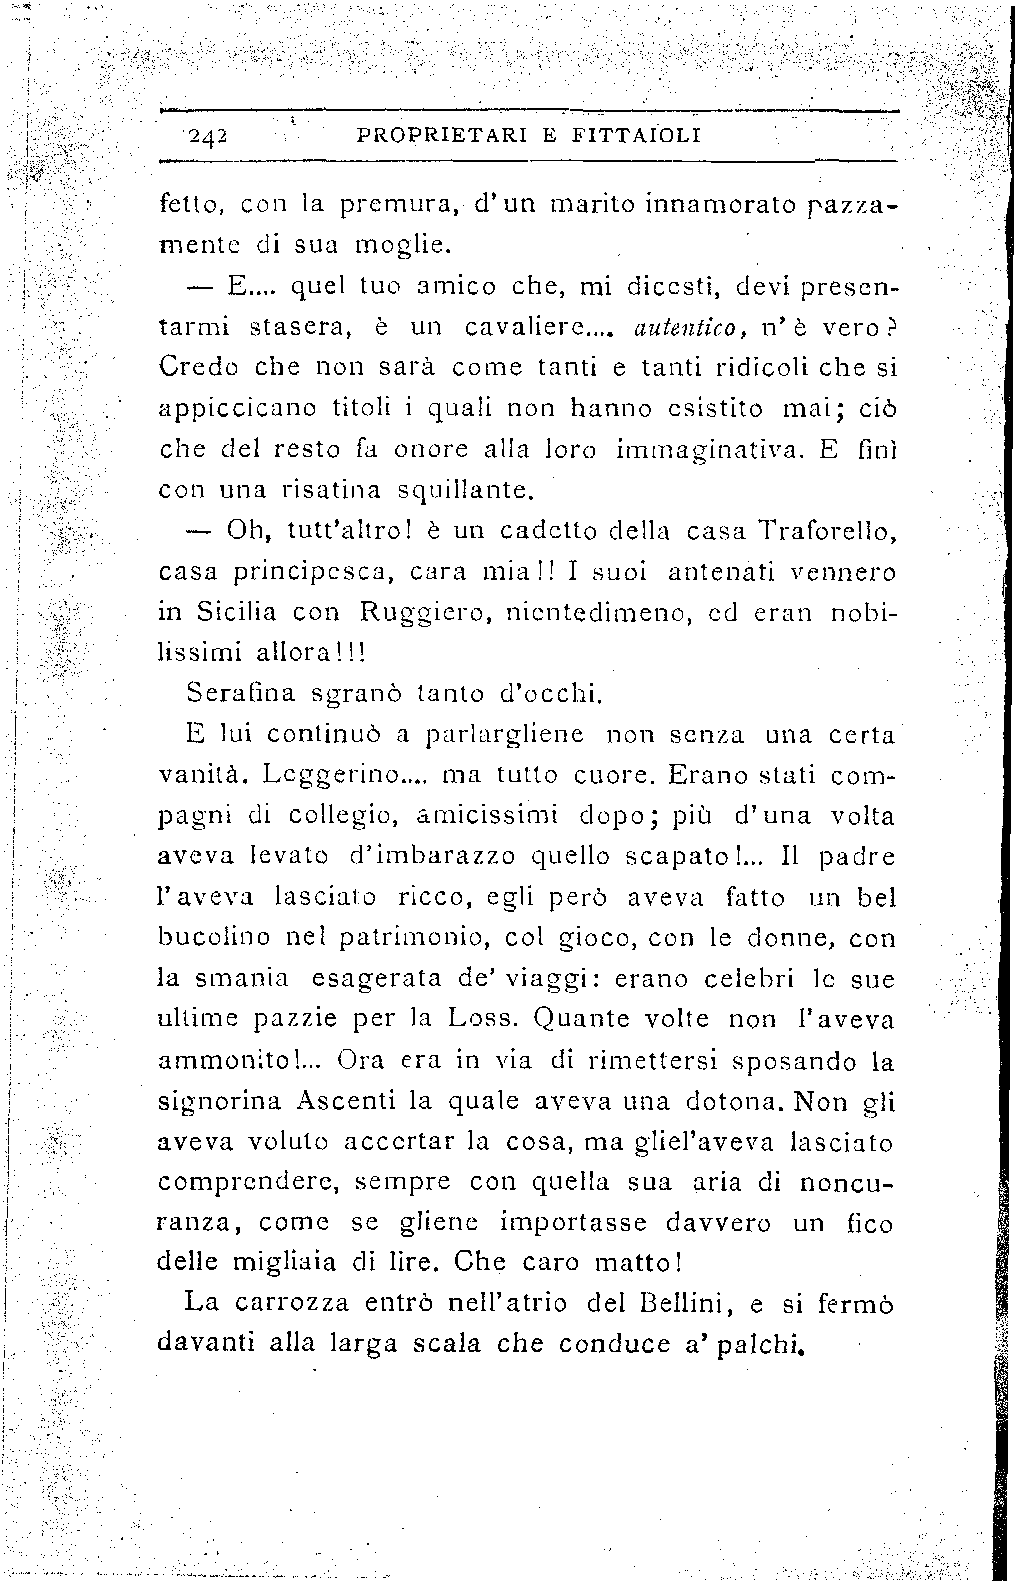 242 PROPRIETARI E FITTAIOLI
fetto, con la premura, d'un marito innamorato pazza-
mente di sua moglie.
— E.... quel tuo amico che, mi dicesti, devi presen-
tarmi stasera, è un cavaliere.... autentico, n'è vero?
Credo che non sarà come tanti e tanti ridicoli che si
appiccicano titoli i quali non hanno esistito mai; ciò
che del resto fa onore alla loro immaginativa. E finì
con una risatina squillante.
— Oh, tutt'altro! è un cadetto della casa Traforello,
casa principesca, cara mia!! I suoi antenati vennero
in Sicilia con Ruggiero, nientedimeno, ed eran nobi-
lissimi allora!!!
Serafina sgranò tanto d'occhi.
E lui continuò a parlargliene non senza una certa
vanità. Leggerino.... ma tutto cuore. Erano stati com-
pagni di collegio, amicissimi dopo; più d'una volta
aveva levato d'imbarazzo quello scapato!... Il padre
l'aveva lasciato ricco, egli però aveva fatto un bel
bucolino nel patrimonio, col gioco, con le donne, con
la smania esagerata de' viaggi: erano celebri le sue
ultime pazzie per la Loss. Quante volte non l'aveva
ammonito!... Ora era in via di rimettersi sposando la
signorina Ascenti la quale aveva una dotona. Non gli
aveva voluto accertar la cosa, ma gliel'aveva lasciato
comprendere, sempre con quella sua aria di noncu-
ranza, come se gliene importasse davvero un fico
delle migliaia di lire. Che caro matto!
La carrozza entrò nell'atrio del Bellini, e si fermò
davanti alla larga scala che conduce a' palchi.